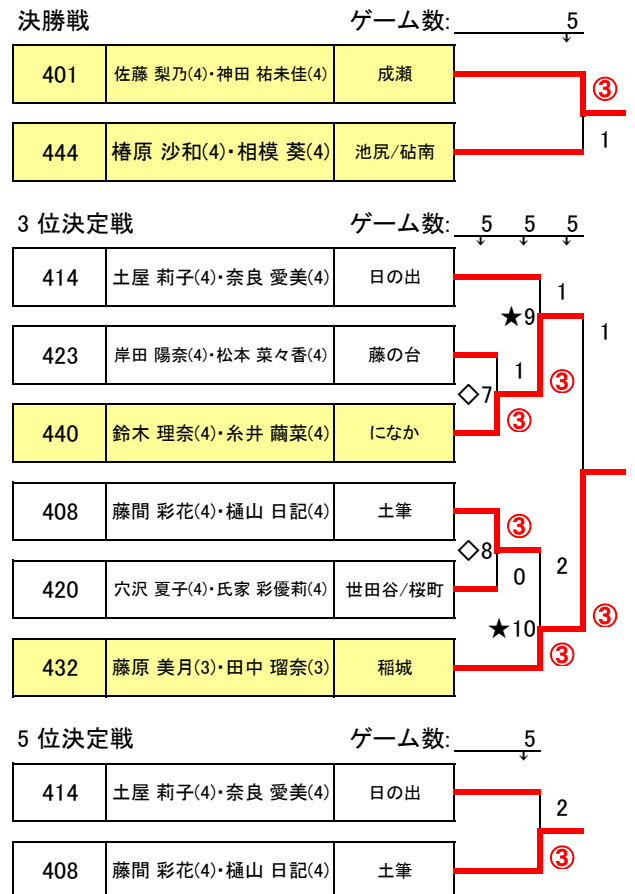 決勝戦 ゲーム数: 5
↓
401 佐藤 梨乃(4)・神田 祐未佳(4) 成瀬
③
1
444 椿原 沙和(4)・相模 葵(4) 池尻/砧南
3 位決定戦 ゲーム数: 5 5 5
↓ ↓ ↓
414 土屋 莉子(4)・奈良 愛美(4) 日の出
1
★9
1
423 岸田 陽奈(4)・松本 菜々香(4) 藤の台
1
◇7 ③
③
440 鈴木 理奈(4)・糸井 繭菜(4) になか
408 藤間 彩花(4)・樋山 日記(4) 土筆
③
◇8
0 2
420 穴沢 夏子(4)・氏家 彩優莉(4) 世田谷/桜町
③
★10
③
432 藤原 美月(3)・田中 瑠奈(3) 稲城
5 位決定戦 ゲーム数: 5
↓
414 土屋 莉子(4)・奈良 愛美(4) 日の出
2
③
408 藤間 彩花(4)・樋山 日記(4) 土筆